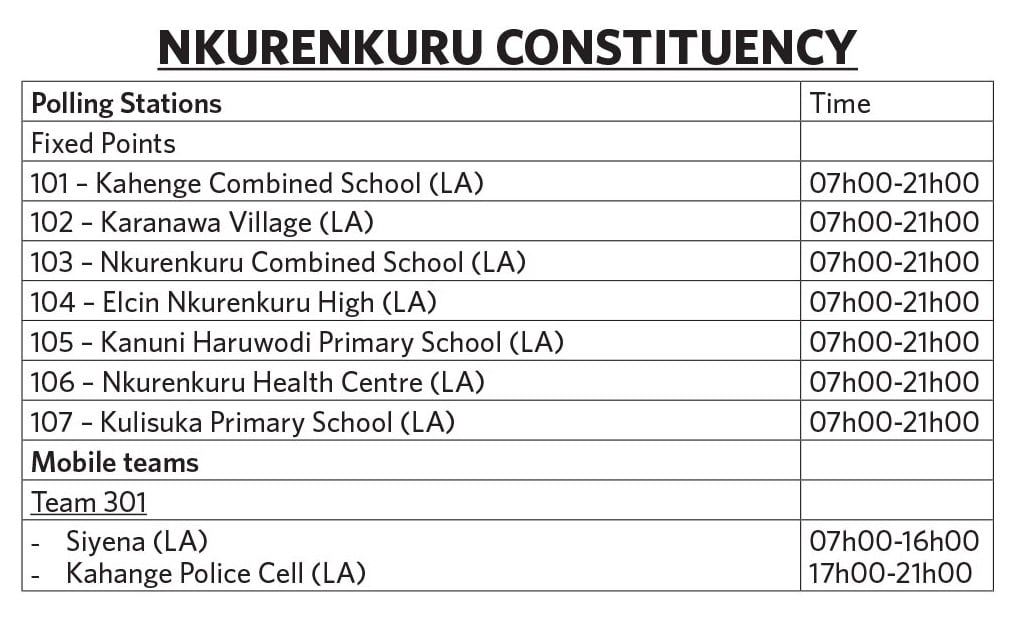 NKURENKURU CONSTITUENCY
Polling Stations Time
Fixed Points
101 – Kahenge Combined School (LA) 07h00-21h00
102 – Karanawa Village (LA) 07h00-21h00
103 – Nkurenkuru Combined School (LA) 07h00-21h00
104 – Elcin Nkurenkuru High (LA) 07h00-21h00
105 – Kanuni Haruwodi Primary School (LA) 07h00-21h00
106 – Nkurenkuru Health Centre (LA) 07h00-21h00
107 – Kulisuka Primary School (LA) 07h00-21h00
Mobile teams
Team 301
- Siyena (LA) 07h00-16h00
- Kahange Police Cell (LA) 17h00-21h00